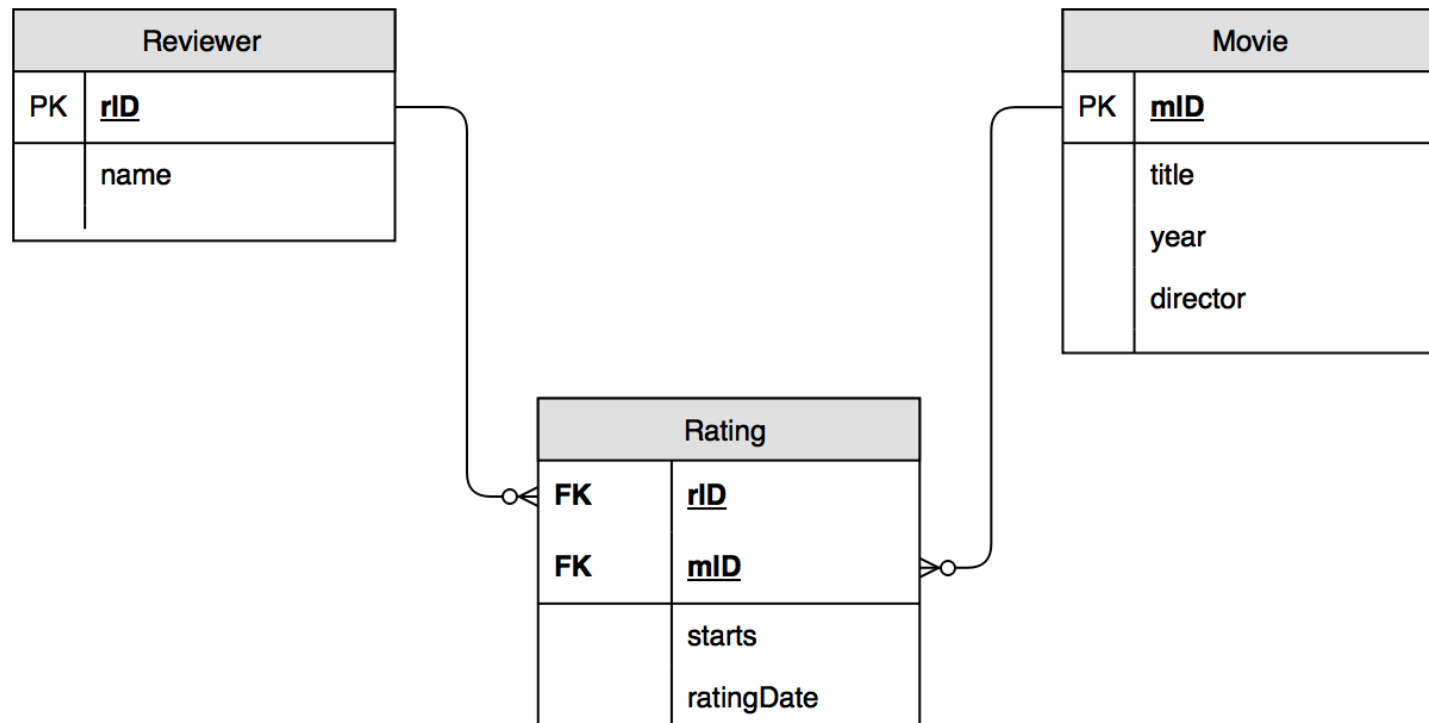 Reviewer
PK rID
name
Movie
PK mID
title
year
director
Rating
FK rID
FK mID
starts
ratingDate